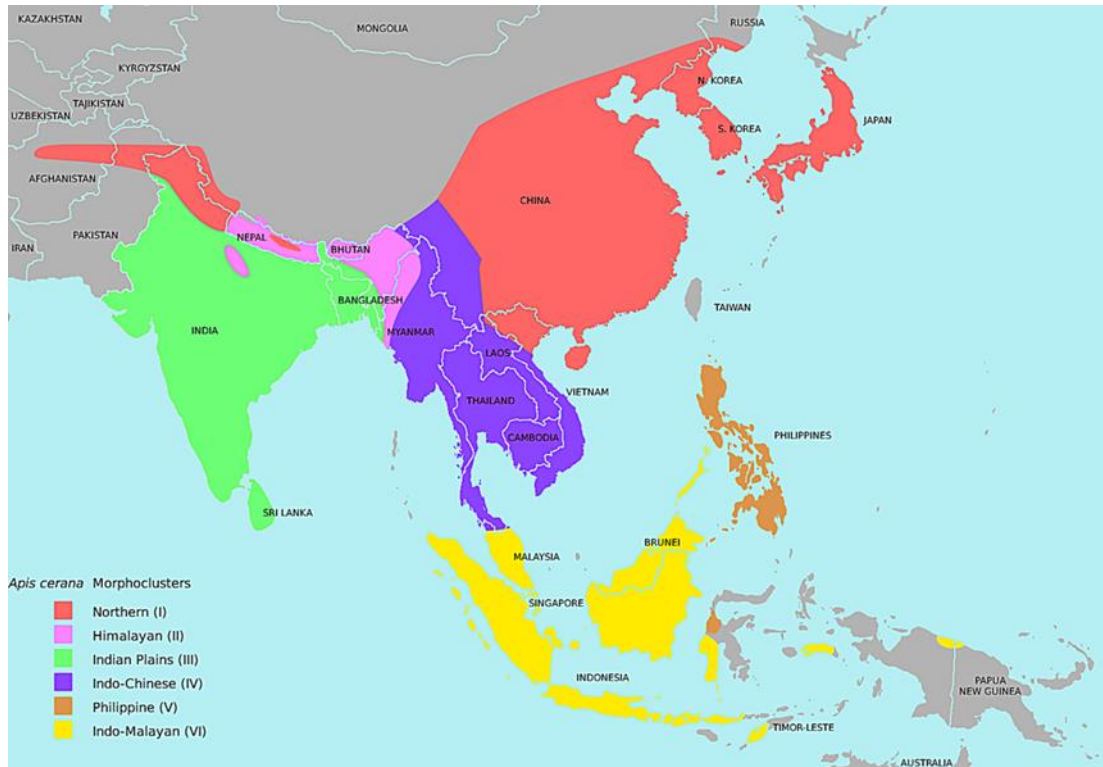 KAZAKHSTAN
MONGOLIA
RUSSIA
KYRGYZSTAN
UZBEKISTAN
TAJIKISTAN
N. KOREA
S. KOREA
JAPAN
AFGHANISTAN
CHINA
IRAN
PAKISTAN
NEPAL
BHUTAN
BANGLADESH
TAIWAN
INDIA
MYANMAR
LAOS
VIETNAM
THAILAND
CAMBODIA
PHILIPPINES
SRI LANKA
BRUNEI
MALAYSIA
SINGAPORE
INDONESIA
PAPUA
NEW GUINEA
TIMOR-LESTE
AUSTRALIA
Apis cerana Morphoclusters
Northern (I)
Himalayan (II)
Indian Plains (III)
Indo-Chinese (IV)
Philippine (V)
Indo-Malayan (VI)